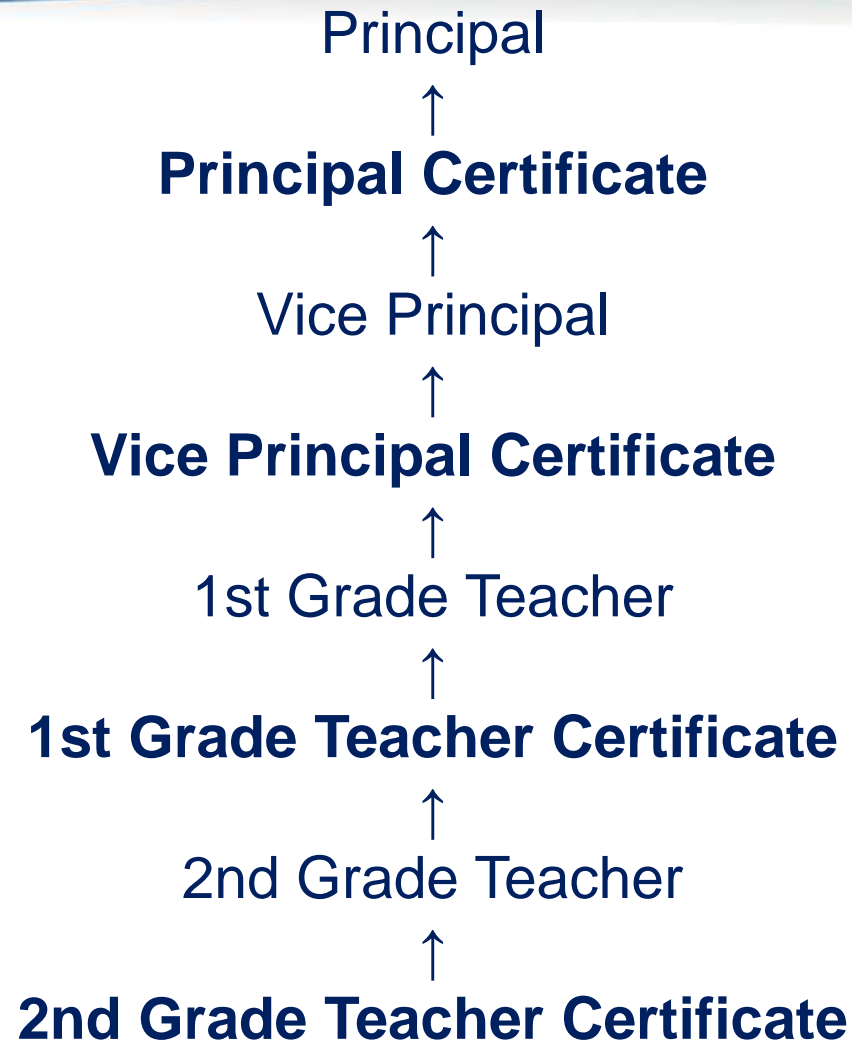 Principal
↑
Principal Certificate
↑
Vice Principal
↑
Vice Principal Certificate
↑
1st Grade Teacher
↑
1st Grade Teacher Certificate
↑
2nd Grade Teacher
↑
2nd Grade Teacher Certificate